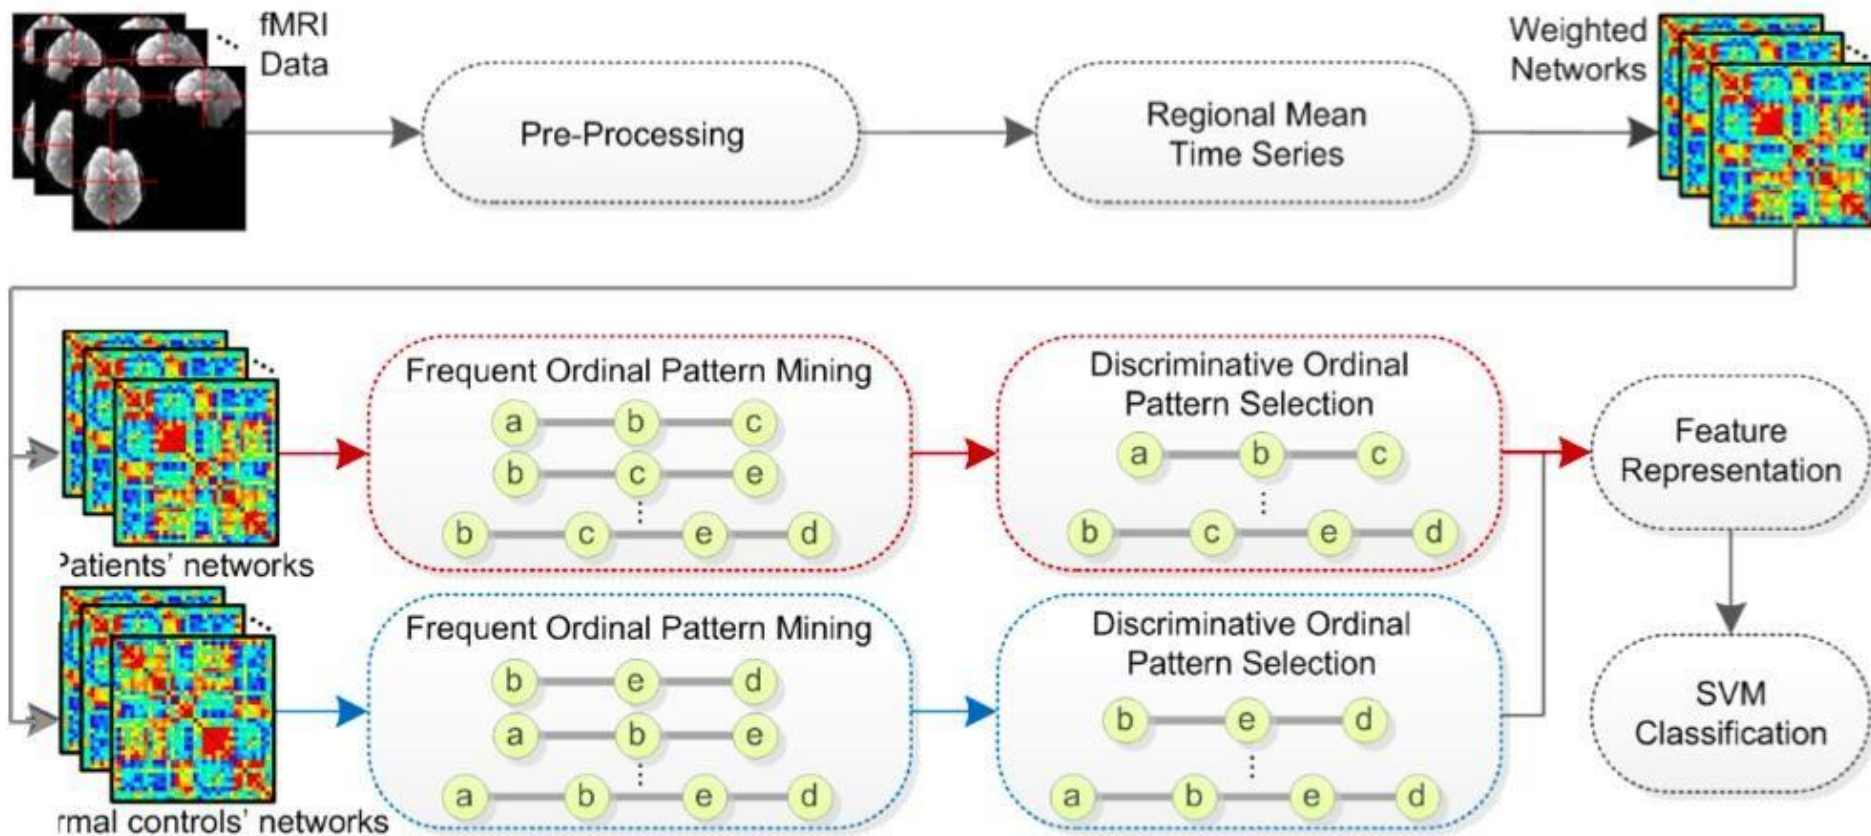 fMRI
Data
Pre-Processing
Regional Mean
Time Series
Weighted
Networks
Patients' networks
Frequent Ordinal Pattern Mining
a b c
b c e
b c e d
Discriminative Ordinal
Pattern Selection
a b c
b c e d
Feature
Representation
rmal controls' networks
Frequent Ordinal Pattern Mining
b e d
a b e
a b e d
Discriminative Ordinal
Pattern Selection
b e d
a b e d
SVM
Classification